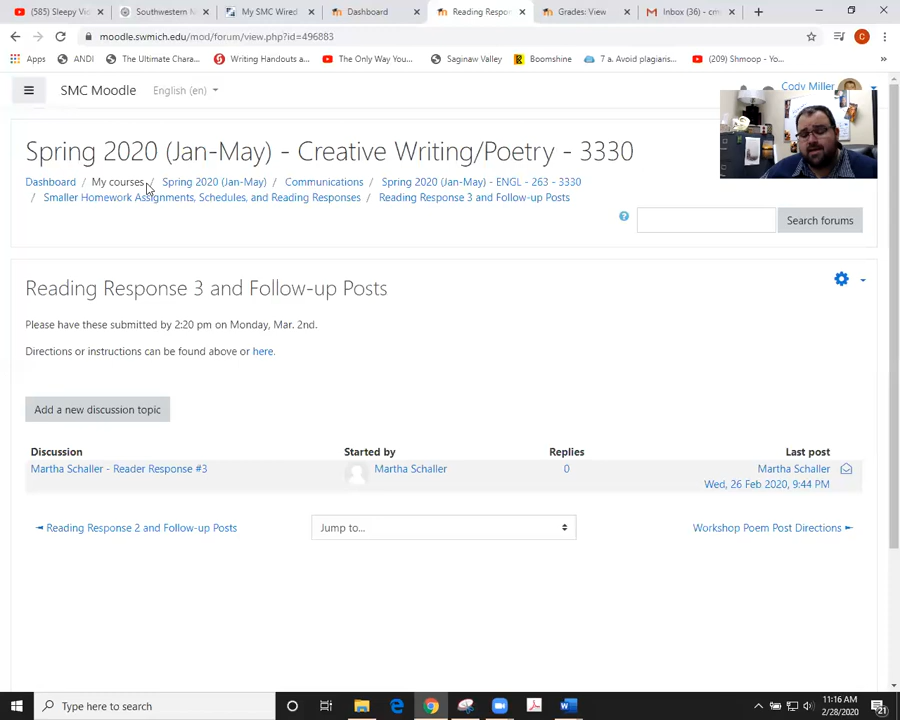 (585) Sleepy Vic
Southwestern M
My SMC Wired
Dashboard
Reading Respon
Grades: View
Inbox (36) - cm
moodle.swmich.edu/mod/forum/view.php?id=496883
C
Apps
ANDI
The Ultimate Chara...
Writing Handouts a...
The Only Way You...
Saginaw Valley
Boomshine
7 a. Avoid plagiaris...
(209) Shmoop - Yo...
SMC Moodle
English (en)
Cody Miller
Spring 2020 (Jan-May) - Creative Writing/Poetry - 3330
Dashboard / My courses / Spring 2020 (Jan-May) / Communications / Spring 2020 (Jan-May) - ENGL - 263 - 3330
/ Smaller Homework Assignments, Schedules, and Reading Responses / Reading Response 3 and Follow-up Posts
Search forums
Reading Response 3 and Follow-up Posts
Please have these submitted by 2:20 pm on Monday, Mar. 2nd.
Directions or instructions can be found above or here.
Add a new discussion topic
Discussion Started by Replies Last post
Martha Schaller - Reader Response #3 Martha Schaller 0 Martha Schaller
Wed, 26 Feb 2020, 9:44 PM
◄ Reading Response 2 and Follow-up Posts
Jump to...
Workshop Poem Post Directions ►
Type here to search
11:16 AM
2/28/2020
21